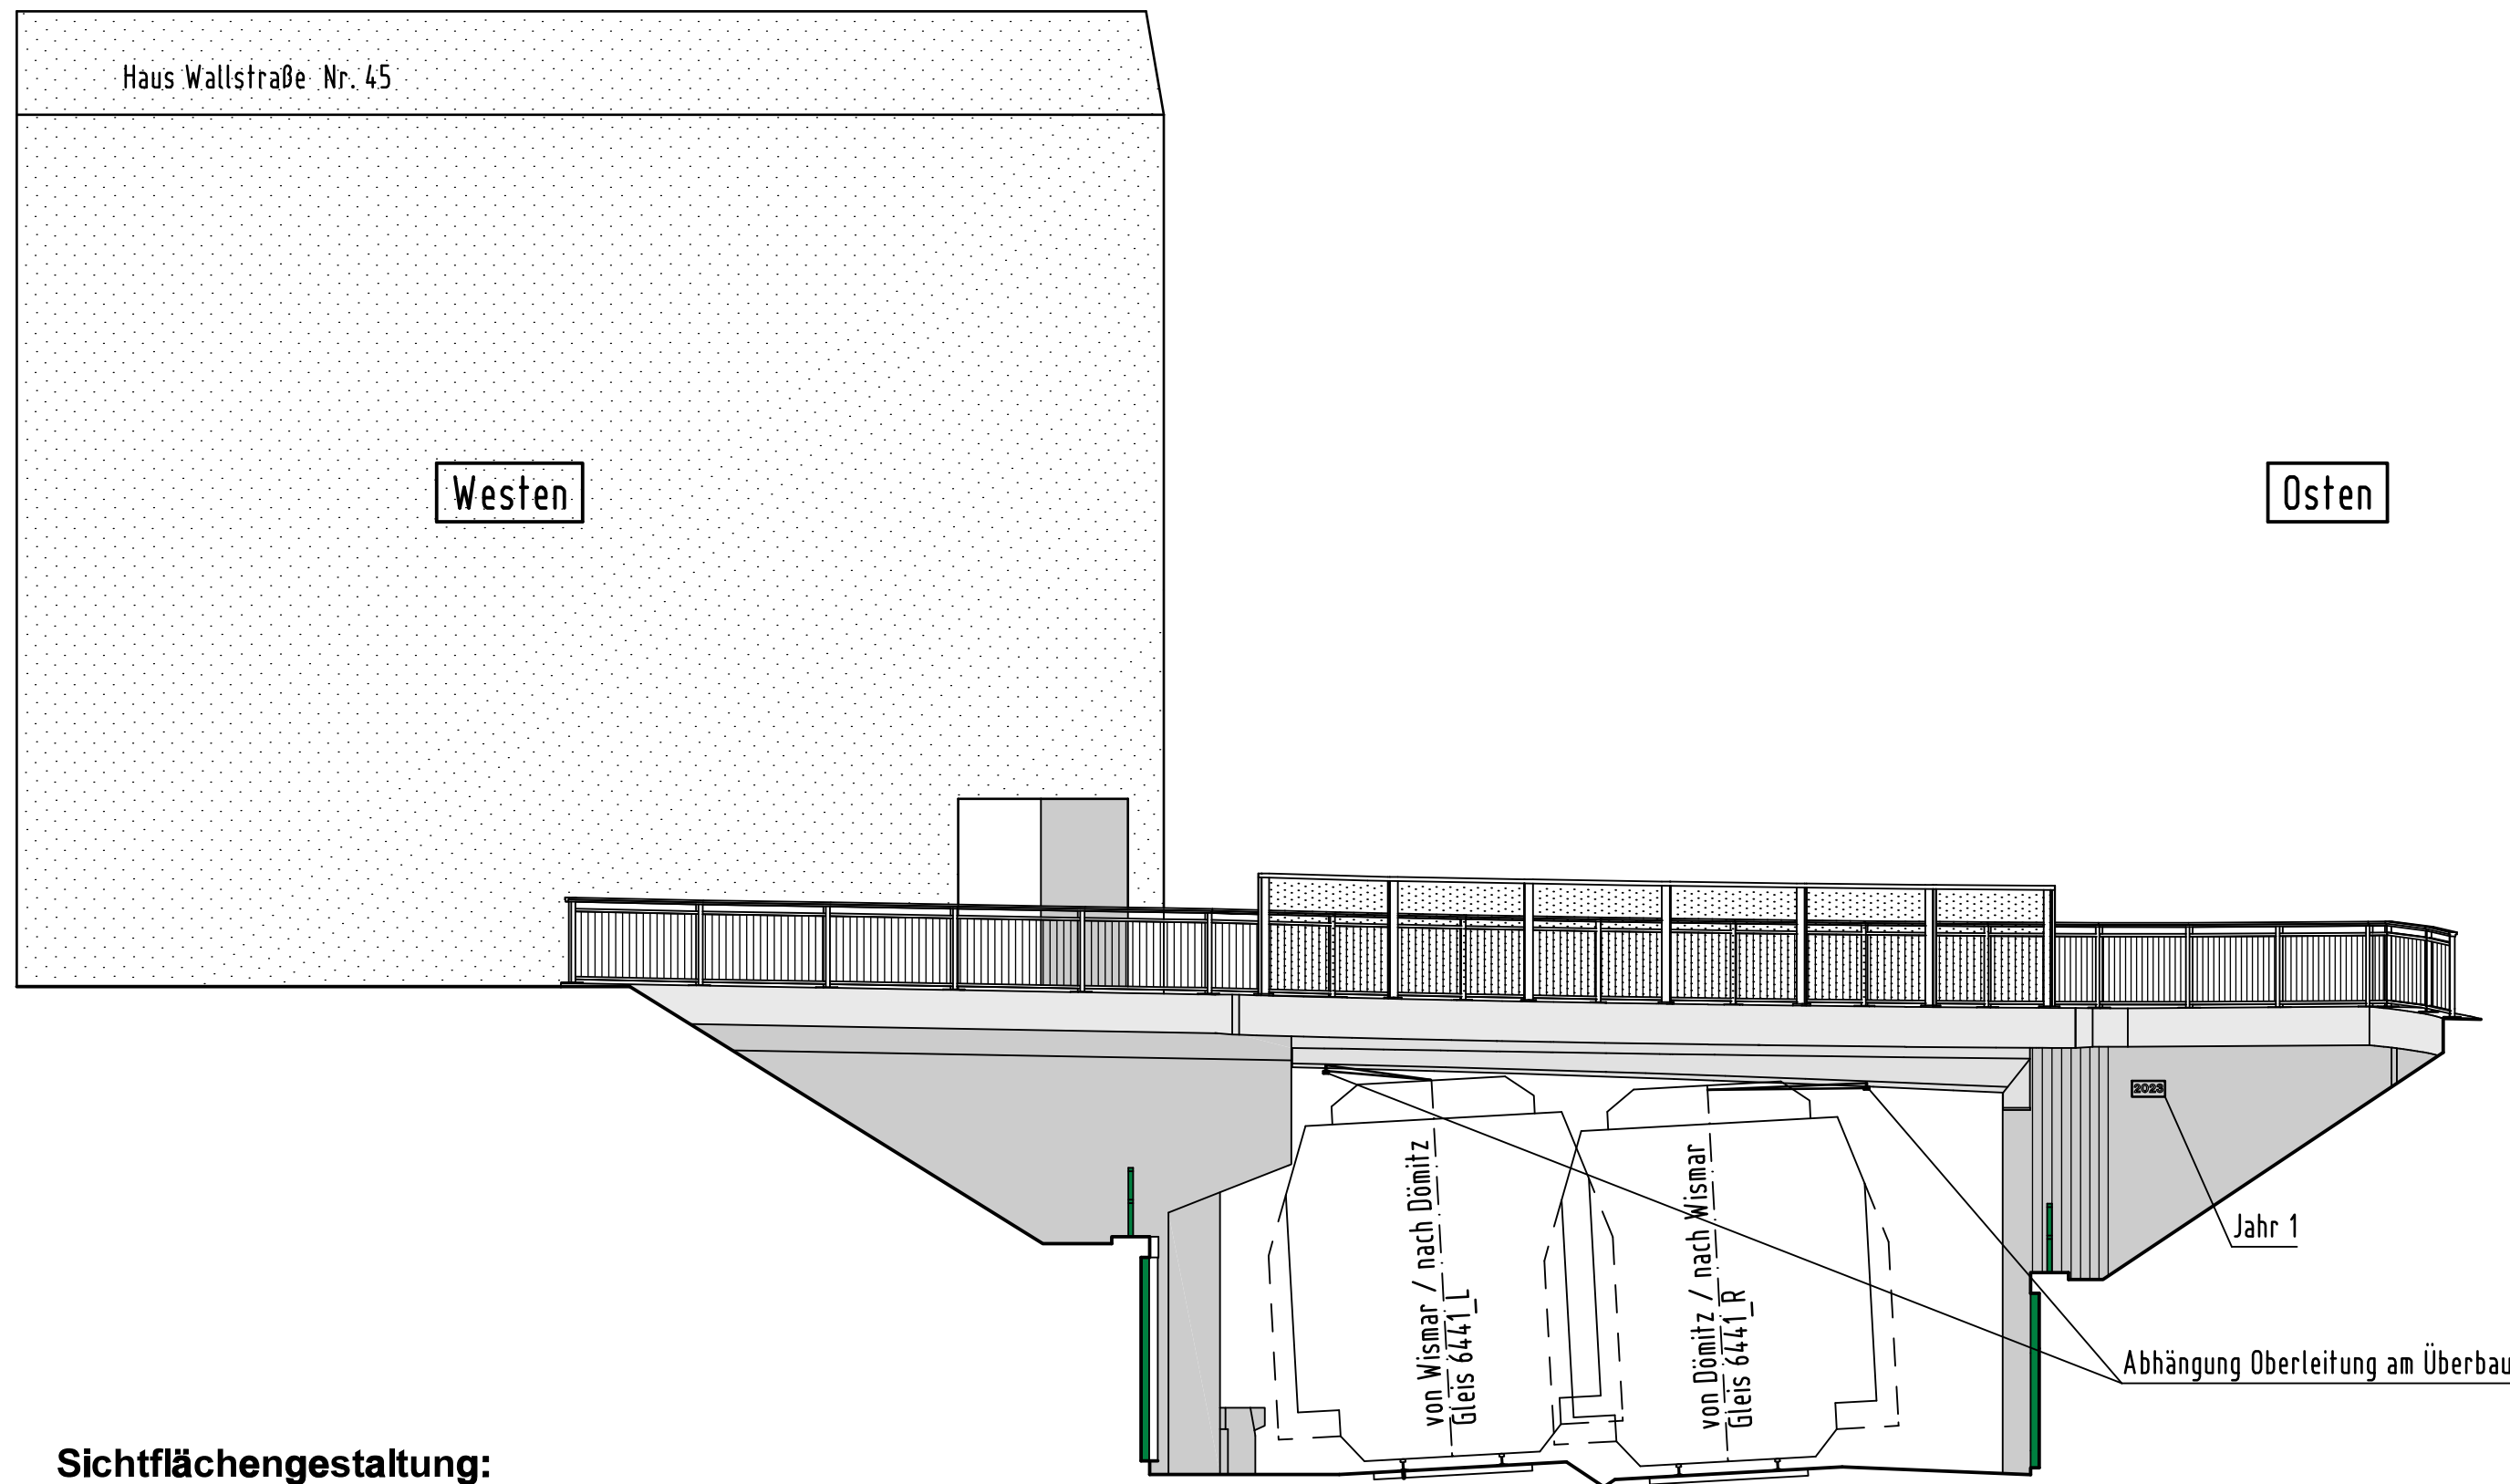 Haus Wallstraße Nr. 45
Westen
Osten
2023
Jahr 1
von Wismar / nach Dömitz
Gleis 6441_L
von Dömitz / nach Wismar
Gleis 6441_R
Abhängung Oberleitung am Überbau
Sichtflächengestaltung: